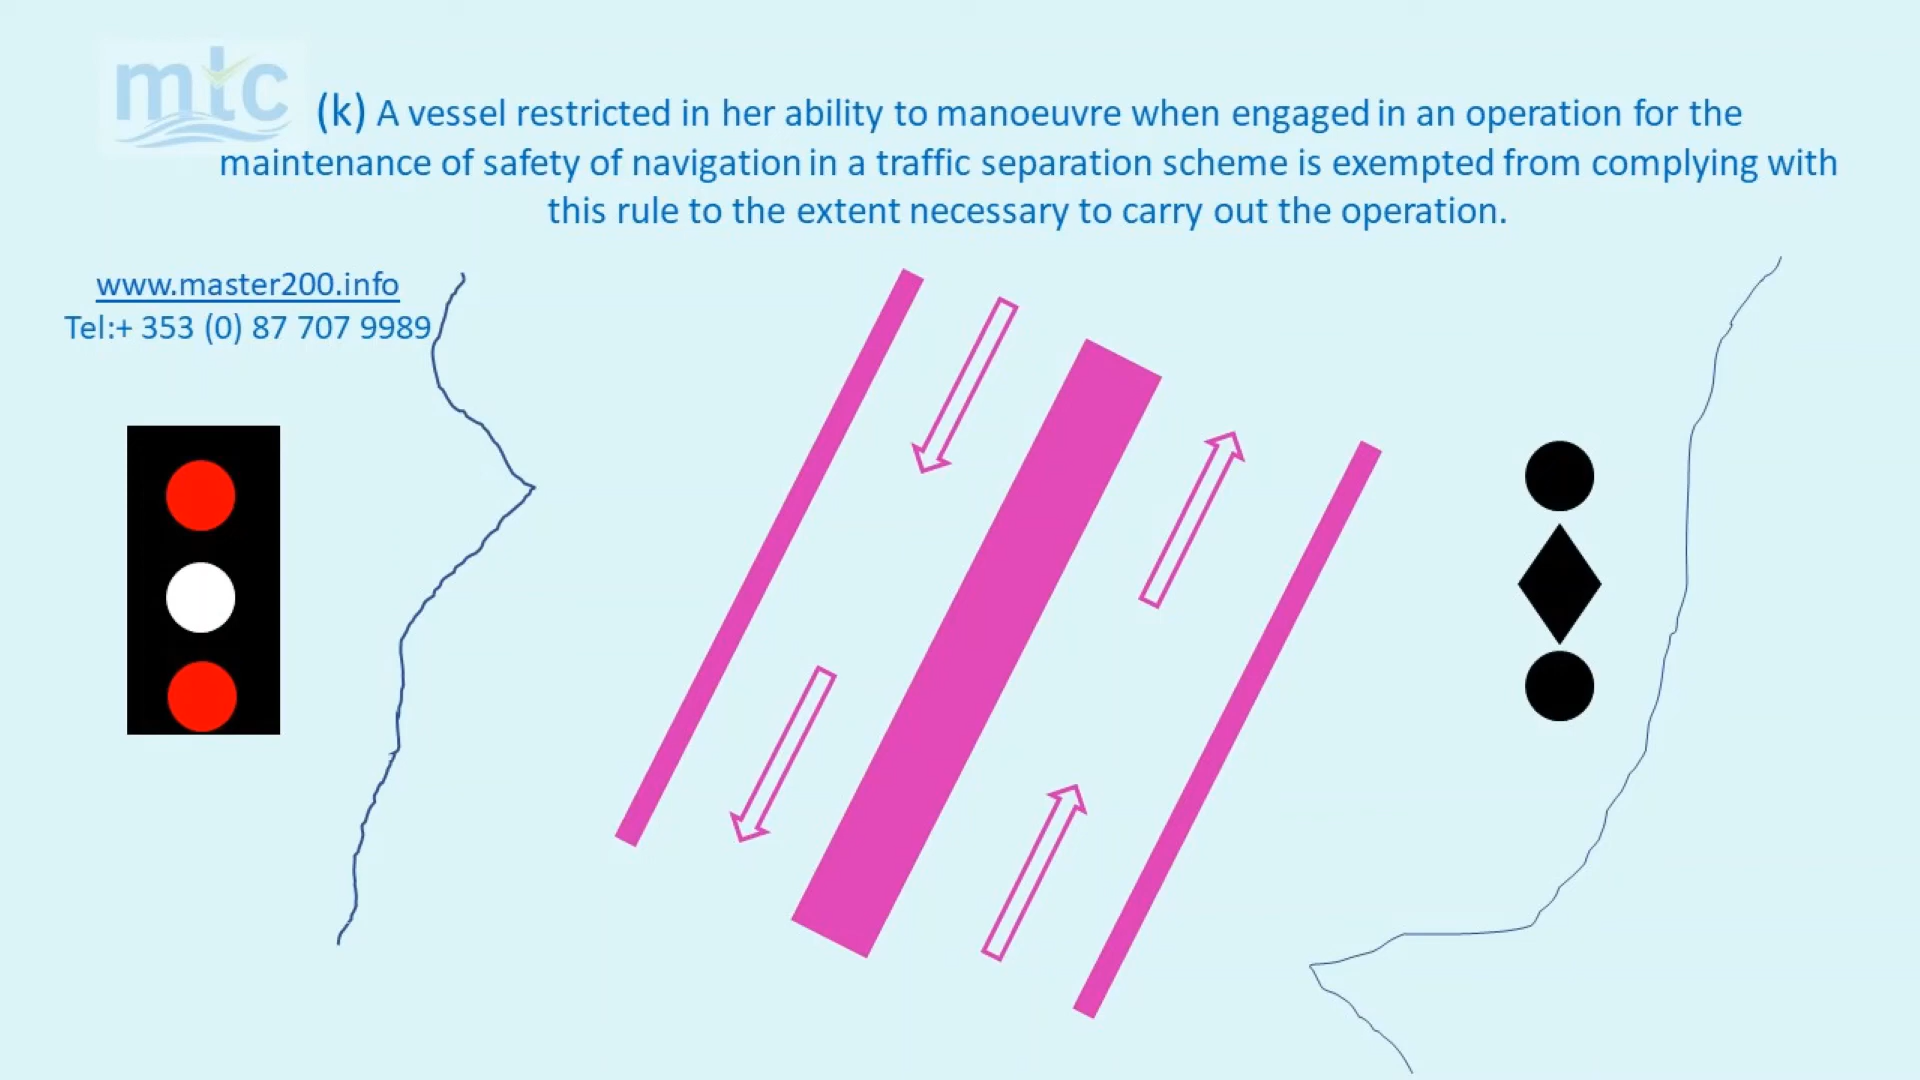 mtc
(k) A vessel restricted in her ability to manoeuvre when engaged in an operation for the
maintenance of safety of navigation in a traffic separation scheme is exempted from complying with
this rule to the extent necessary to carry out the operation.
www.master200.info
Tel:+ 353 (0) 87 707 9989